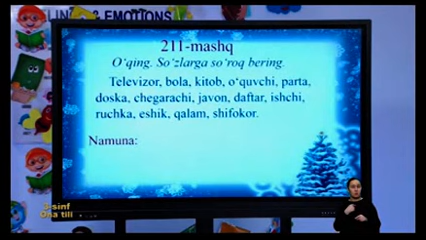 & EMOTIONS
211-mashq
O‘qing. So‘zlarga so‘roq bering.
Televizor, bola, kitob, o‘quvchi, parta,
doska, chegarachi, javon, daftar, ishchi,
ruchka, eshik, qalam, shifokor.
Namuna:
3-sinf
Ona tili